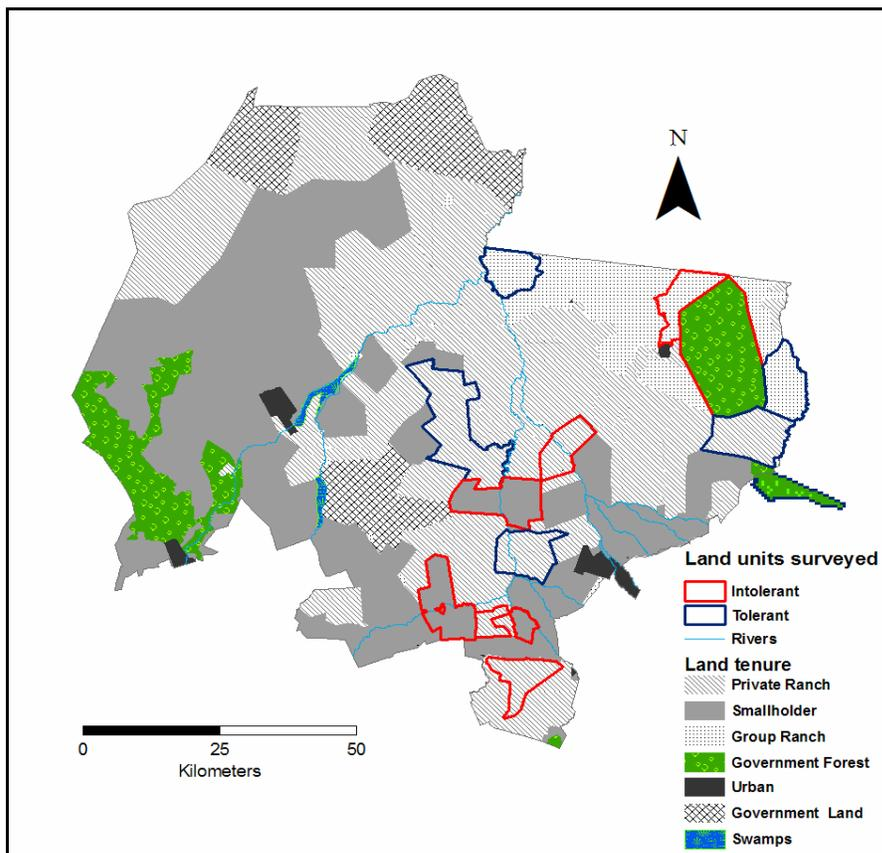 N
Land units surveyed
Intolerant
Tolerant
Rivers
Land tenure
Private Ranch
Smallholder
Group Ranch
Government Forest
Urban
Government Land
Swamps
0 25 50
Kilometers